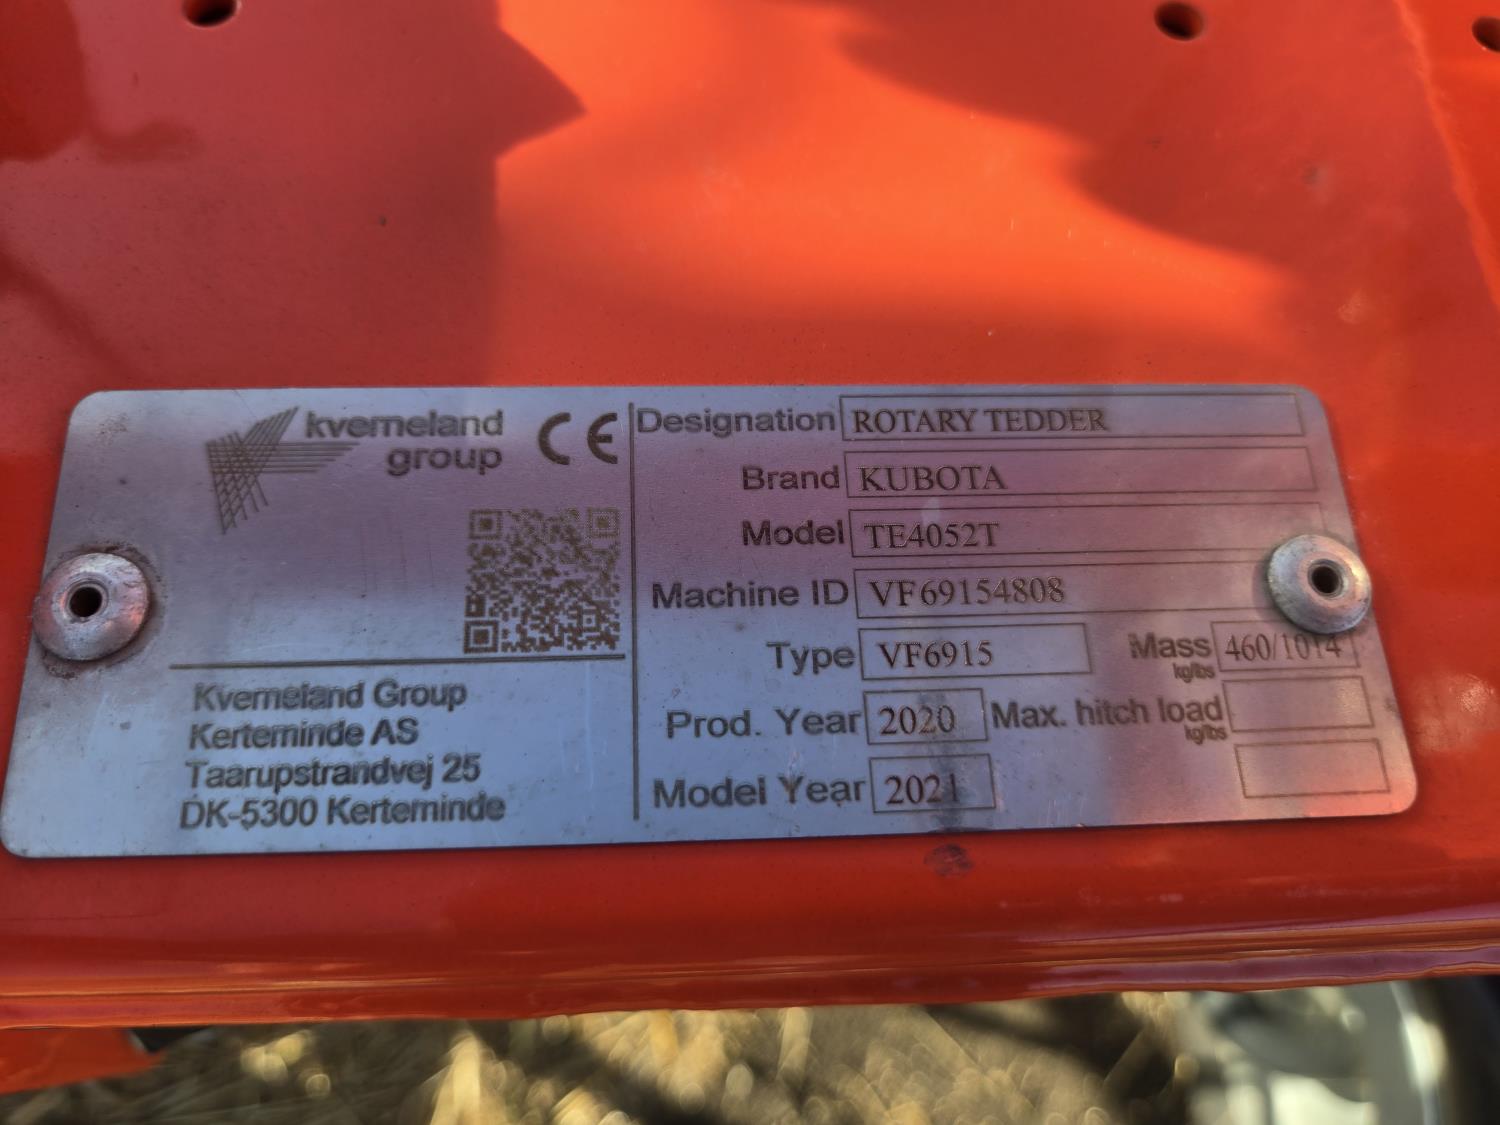 kverneland
group
CE
Kverneland Group
Kerteminde AS
Taarupstrandvej 25
DK-5300 Kerteminde
Designation ROTARY TEDDER
Brand KUBOTA
Model TE4052T
Machine ID VF69154808
Type VF6915 Mass kg/lbs 460/1014
Prod. Year 2020 Max. hitch load kg/lbs
Model Year 2021